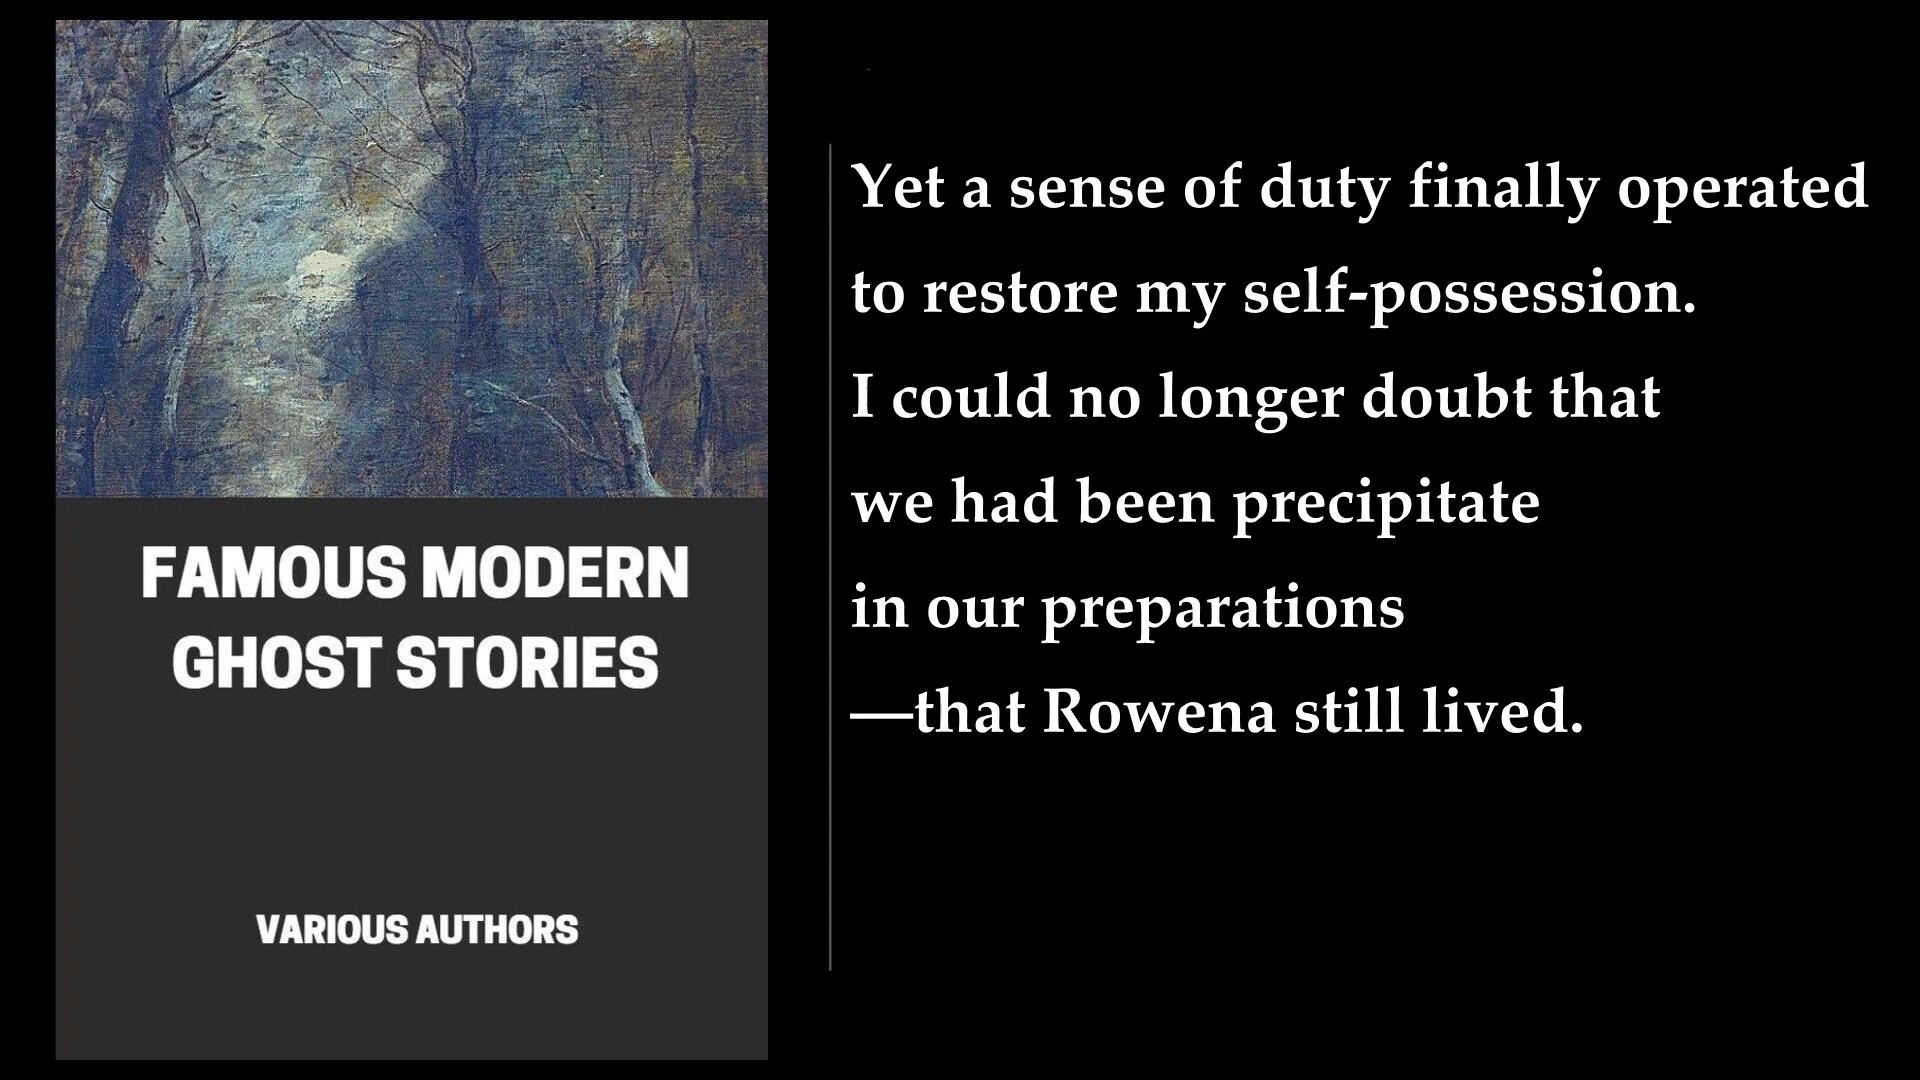 FAMOUS MODERN
GHOST STORIES
VARIOUS AUTHORS
Yet a sense of duty finally operated
to restore my self-possession.
I could no longer doubt that
we had been precipitate
in our preparations
—that Rowena still lived.